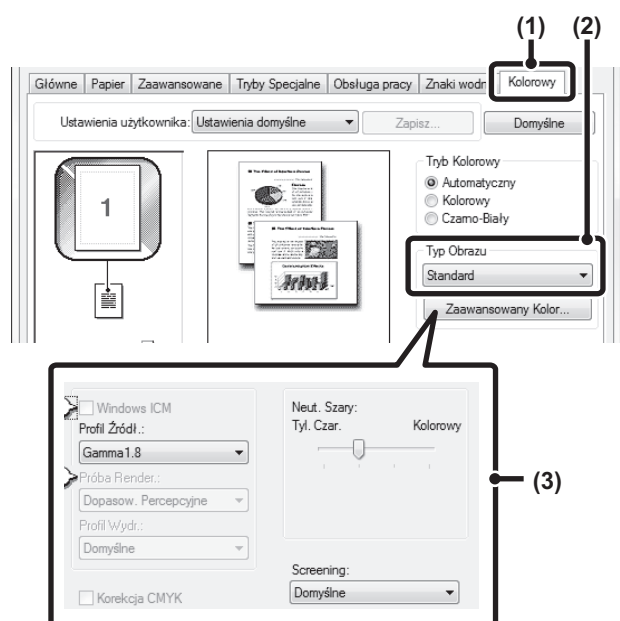 (1) (2)
Główne Papier Zaawansowane Tryby Specjalne Obsługa pracy Znaki wodn Kolorowy
Ustawienia użytkownika: Ustawienia domyślne Zapisz... Domyślne
1
Tryb Kolorowy
Automatyczny
Kolorowy
Czarno-Biały
Typ Obrazu
Standard
Zaawansowany Kolor...
Windows ICM
Profil Źródł.:
Gamma1.8
Próba Render.:
Dopasow. Percepcyjne
Profil Wydr.:
Domyślne
Korekcja CMYK
Neut. Szary:
Tyl. Czar. Kolorowy
Screening:
Domyślne
(3)